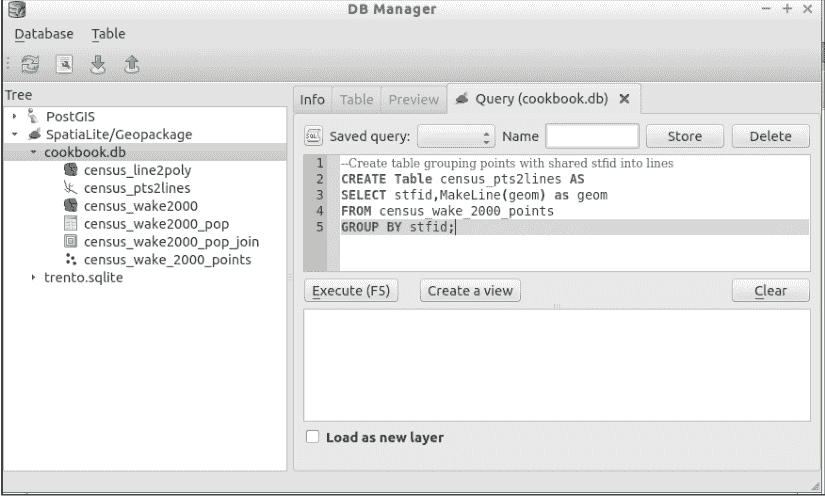 DB Manager
Database Table
Tree
PostGIS
SpatiaLite/Geopackage
cookbook.db
census_line2poly
census_pts2lines
census_wake2000
census_wake2000_pop
census_wake2000_pop_join
census_wake_2000_points
trento.sqlite
Info Table Preview Query (cookbook.db)
SQL Saved query: Name Store Delete
1 --Create table grouping points with shared stfid into lines
2 CREATE Table census_pts2lines AS
3 SELECT stfid,MakeLine(geom) as geom
4 FROM census_wake_2000_points
5 GROUP BY stfid;
Execute (F5) Create a view Clear
Load as new layer